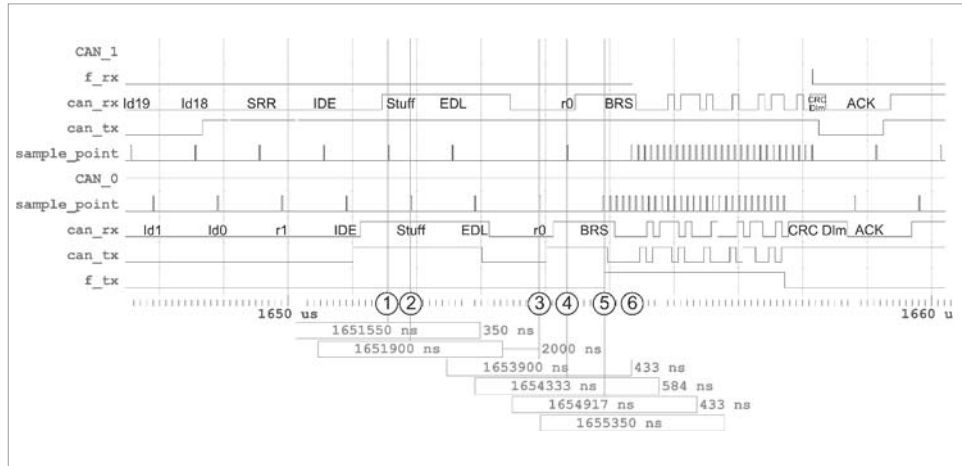 CAN_1
f_rx
can_rx Id19 Id18 SRR IDE Stuff EDL r0 BRS CRC Dlm ACK
can_tx
sample_point
CAN_0
sample_point
can_rx Id1 Id0 r1 IDE Stuff EDL r0 BRS CRC Dlm ACK
can_tx
f_tx
1 2 3 4 5 6
1650 us 1660 u
1651550 ns 350 ns
1651900 ns 2000 ns
1653900 ns 433 ns
1654333 ns 584 ns
1654917 ns 433 ns
1655350 ns